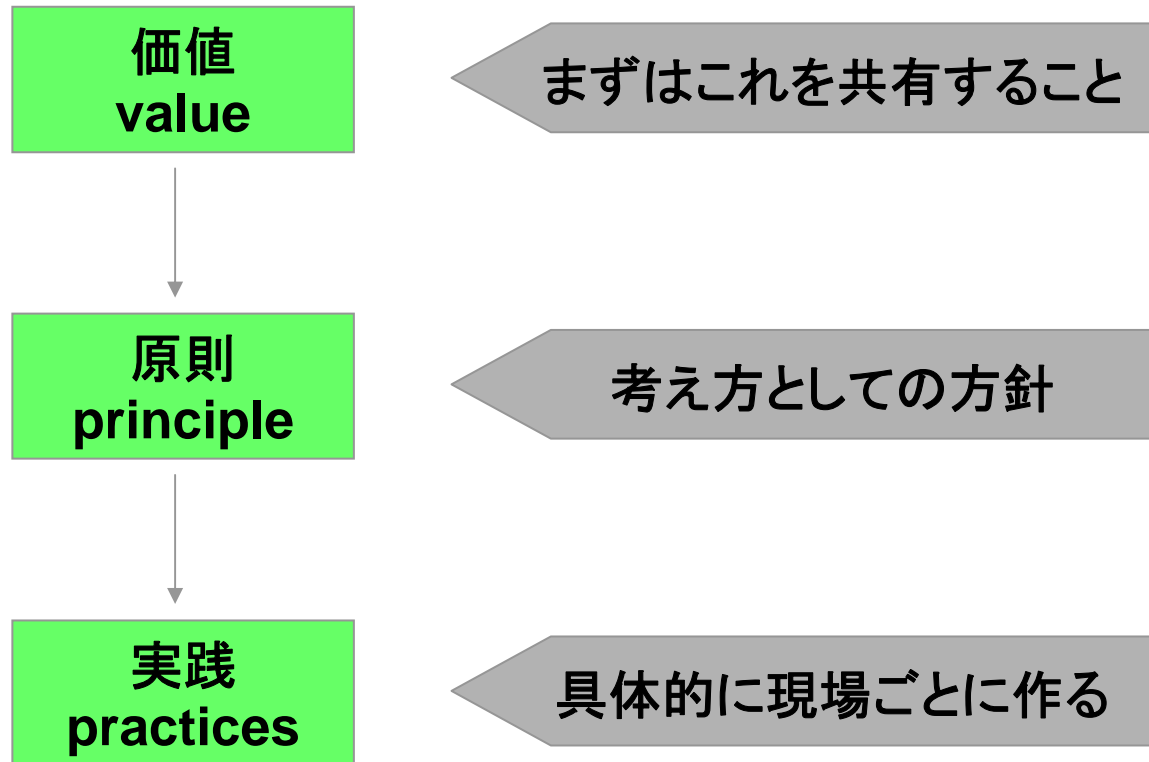 価値
value
まずはこれを共有すること
原則
principle
考え方としての方針
実践
practices
具体的に現場ごとに作る